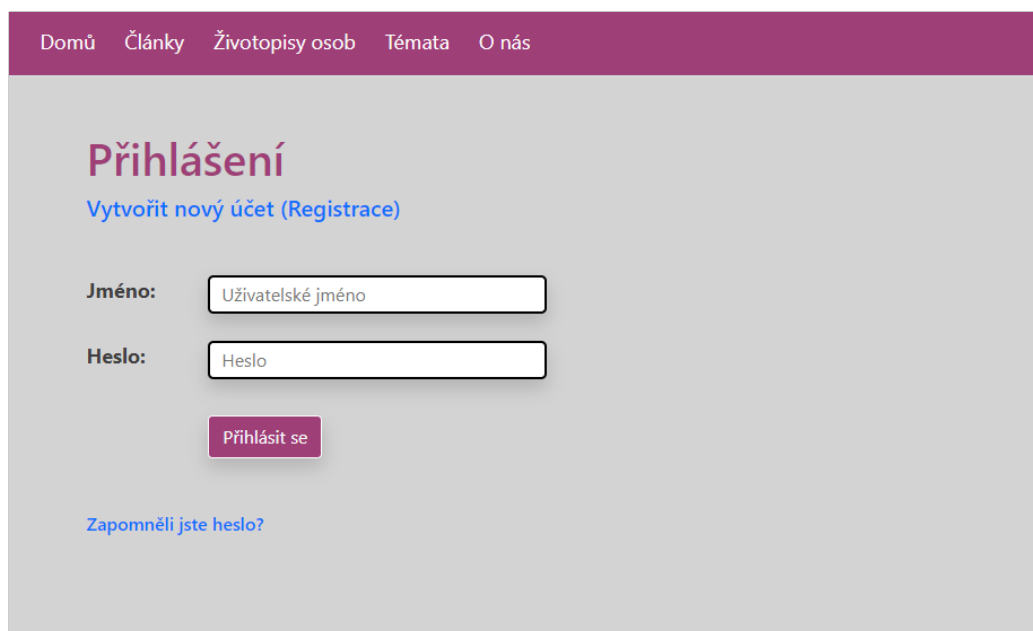 Domů Články Životopisy osob Témata O nás
Přihlášení
Vytvořit nový účet (Registrace)
Jméno: Uživatelské jméno
Heslo: Heslo
Přihlásit se
Zapomněli jste heslo?